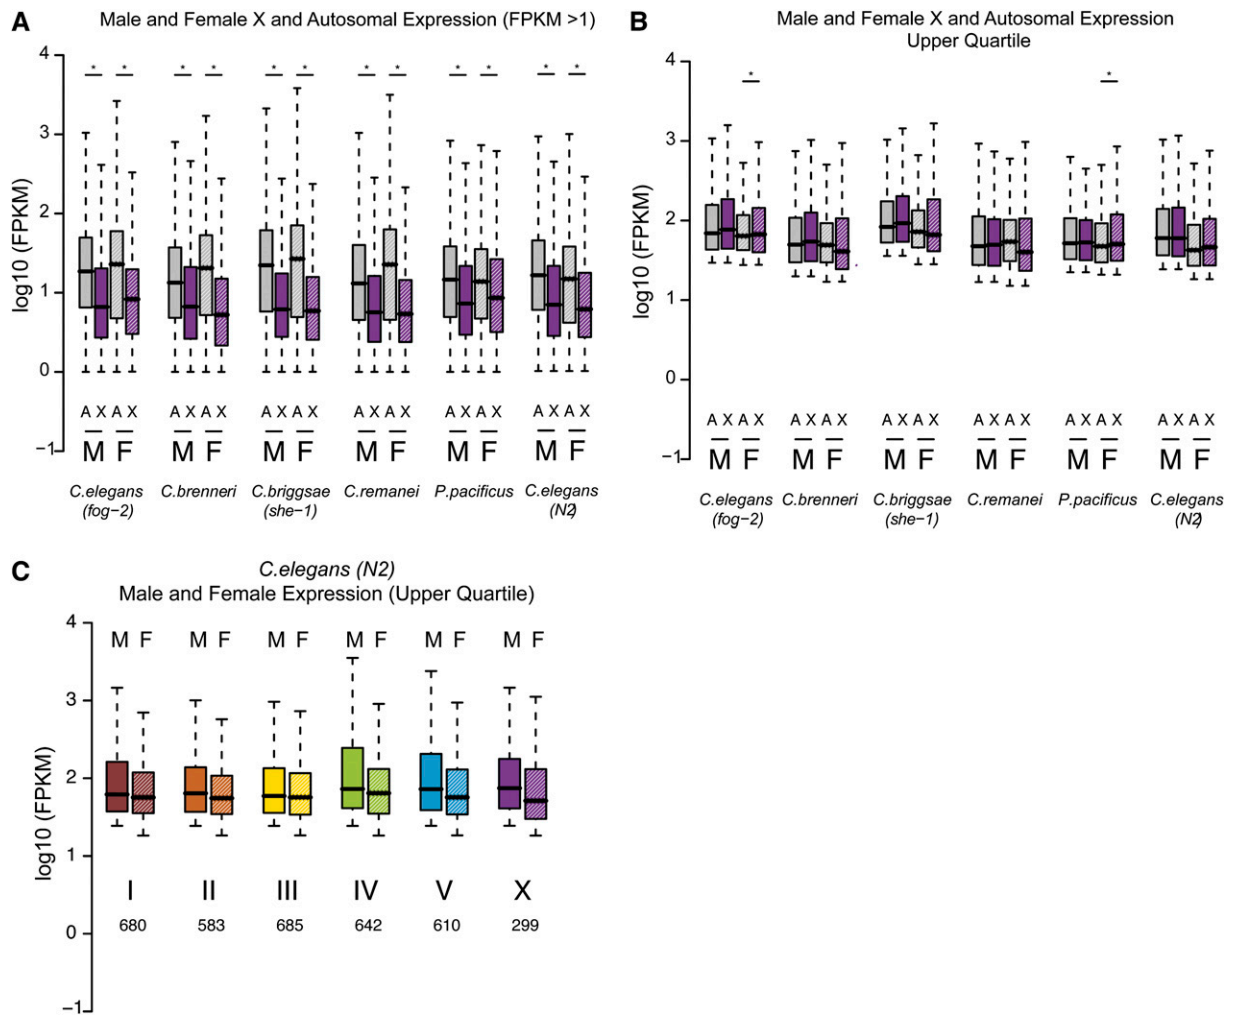 A
Male and Female X and Autosomal Expression (FPKM >1)
4
3
2
1
0
−1
log10 (FPKM)
* * * * * * * * * * * *
A X A X A X A X A X A X A X A X A X A X A X A X
M F M F M F M F M F M F
C.elegans C.brenneri C.briggsae C.remanei P.pacificus C.elegans
(fog−2) (she−1) (N2)
B
Male and Female X and Autosomal Expression
Upper Quartile
4
3
2
1
0
−1
log10 (FPKM)
* *
A X A X A X A X A X A X A X A X A X A X A X A X
M F M F M F M F M F M F
C.elegans C.brenneri C.briggsae C.remanei P.pacificus C.elegans
(fog−2) (she−1) (N2)
C
C.elegans (N2)
Male and Female Expression (Upper Quartile)
4
3
2
1
0
−1
log10 (FPKM)
M F M F M F M F M F M F
I II III IV V X
680 583 685 642 610 299